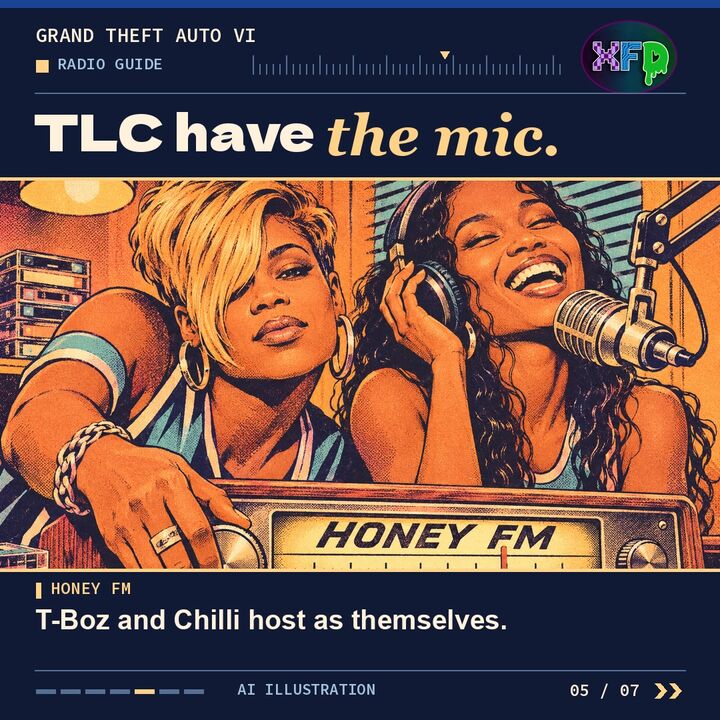 GRAND THEFT AUTO VI
RADIO GUIDE
XFD
TLC have the mic.
HONEY FM
HONEY FM
T-Boz and Chilli host as themselves.
AI ILLUSTRATION
05 / 07